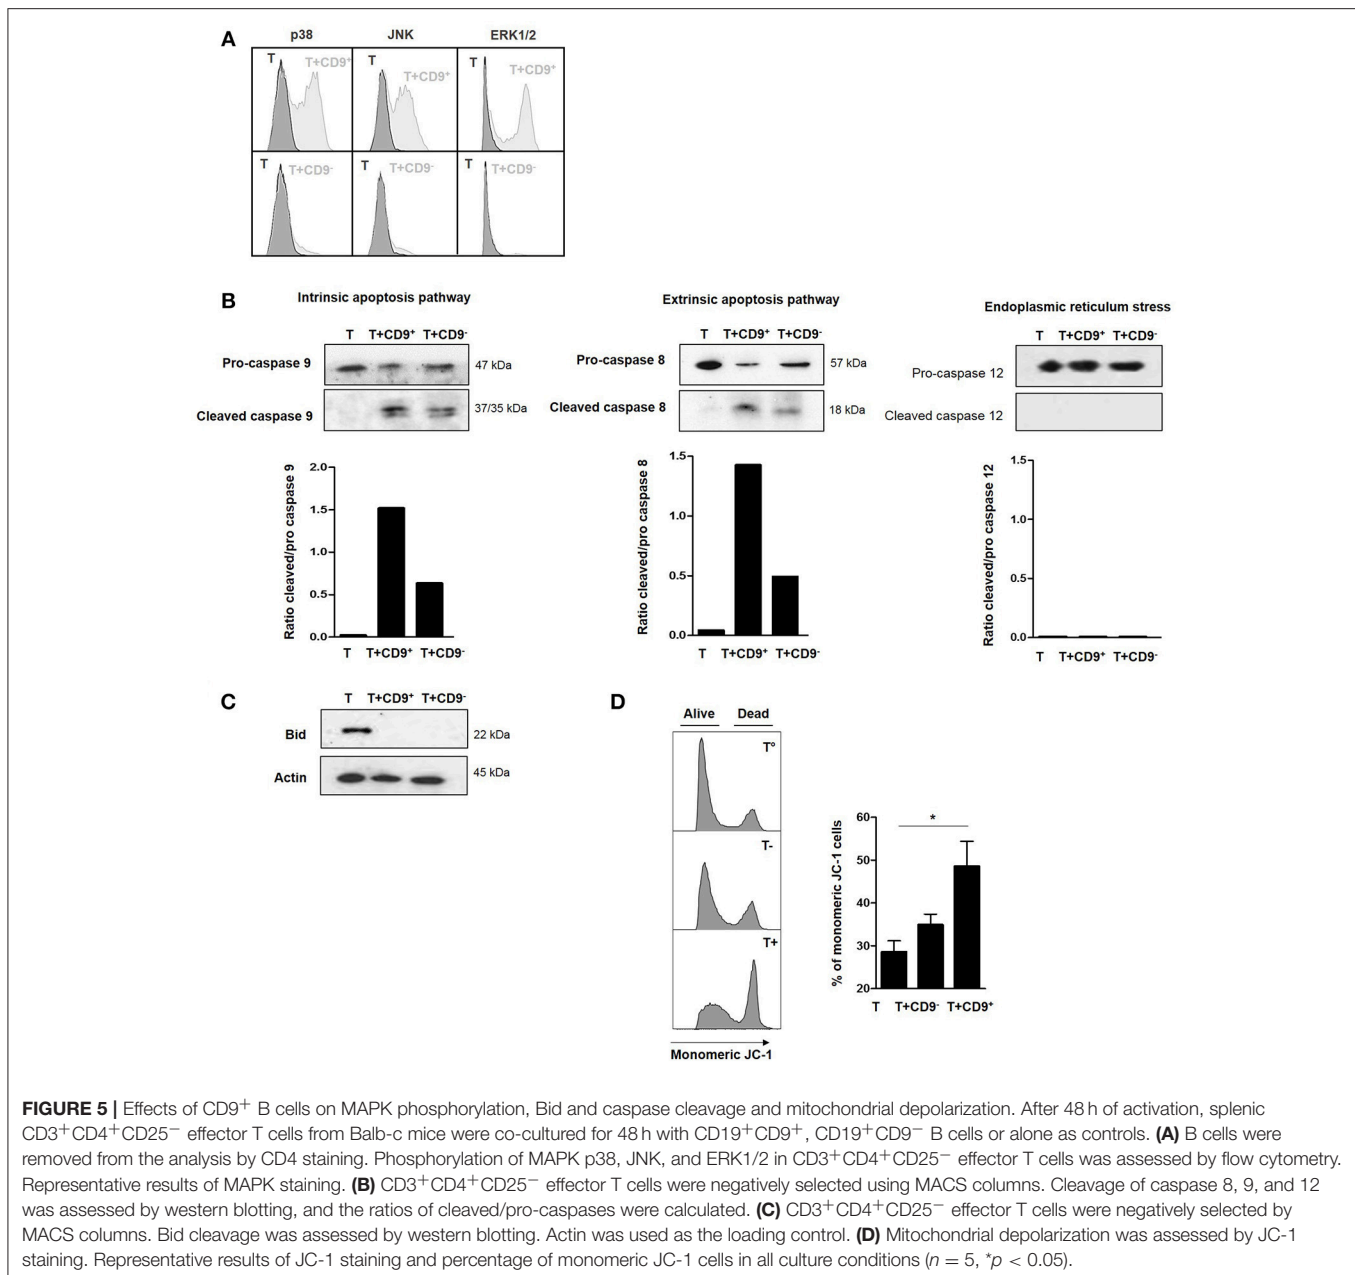 A
p38 JNK ERK1/2
T T+CD9⁺ T T+CD9⁺ T T+CD9⁺
T T+CD9⁻ T T+CD9⁻ T T+CD9⁻
B
Intrinsic apoptosis pathway
T T+CD9⁺ T+CD9⁻
Pro-caspase 9 47 kDa
Cleaved caspase 9 37/35 kDa
Ratio cleaved/pro caspase 9
2.0
1.5
1.0
0.5
0.0
T T+CD9⁺ T+CD9⁻
Extrinsic apoptosis pathway
T T+CD9⁺ T+CD9⁻
Pro-caspase 8 57 kDa
Cleaved caspase 8 18 kDa
Ratio cleaved/pro caspase 8
1.5
1.0
0.5
0.0
T T+CD9⁺ T+CD9⁻
Endoplasmic reticulum stress
T T+CD9⁺ T+CD9⁻
Pro-caspase 12
Cleaved caspase 12
Ratio cleaved/pro caspase 12
1.5
1.0
0.5
0.0
T T+CD9⁺ T+CD9⁻
C
T T+CD9⁺ T+CD9⁻
Bid 22 kDa
Actin 45 kDa
D
Alive Dead
T°
T-
T+
Monomeric JC-1
% of monomeric JC-1 cells
60
50
40
30
20
*
T T+CD9⁻ T+CD9⁺
FIGURE 5 | Effects of CD9⁺ B cells on MAPK phosphorylation, Bid and caspase cleavage and mitochondrial depolarization. After 48 h of activation, splenic
CD3⁺CD4⁺CD25⁻ effector T cells from Balb-c mice were co-cultured for 48 h with CD19⁺CD9⁺, CD19⁺CD9⁻ B cells or alone as controls. (A) B cells were
removed from the analysis by CD4 staining. Phosphorylation of MAPK p38, JNK, and ERK1/2 in CD3⁺CD4⁺CD25⁻ effector T cells was assessed by flow cytometry.
Representative results of MAPK staining. (B) CD3⁺CD4⁺CD25⁻ effector T cells were negatively selected using MACS columns. Cleavage of caspase 8, 9, and 12
was assessed by western blotting, and the ratios of cleaved/pro-caspases were calculated. (C) CD3⁺CD4⁺CD25⁻ effector T cells were negatively selected by
MACS columns. Bid cleavage was assessed by western blotting. Actin was used as the loading control. (D) Mitochondrial depolarization was assessed by JC-1
staining. Representative results of JC-1 staining and percentage of monomeric JC-1 cells in all culture conditions (n = 5, *p < 0.05).